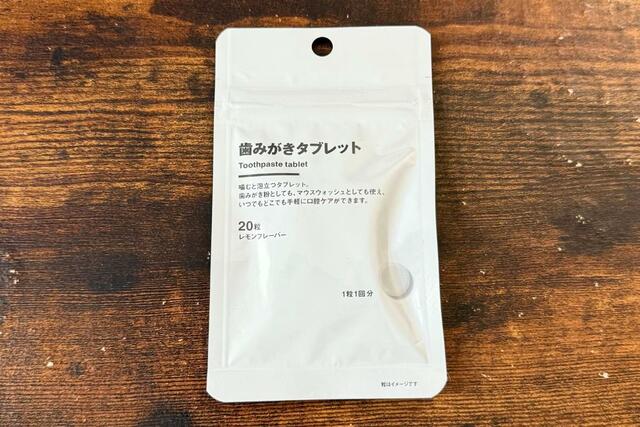 歯みがきタブレット
Toothpaste tablet
噛むと泡立つタブレット。
歯みがき粉としても、マウスウォッシュとしても使え、
いつでもどこでも手軽に口腔ケアができます。
20粒
レモンフレーバー
1粒1回分
粒はイメージです